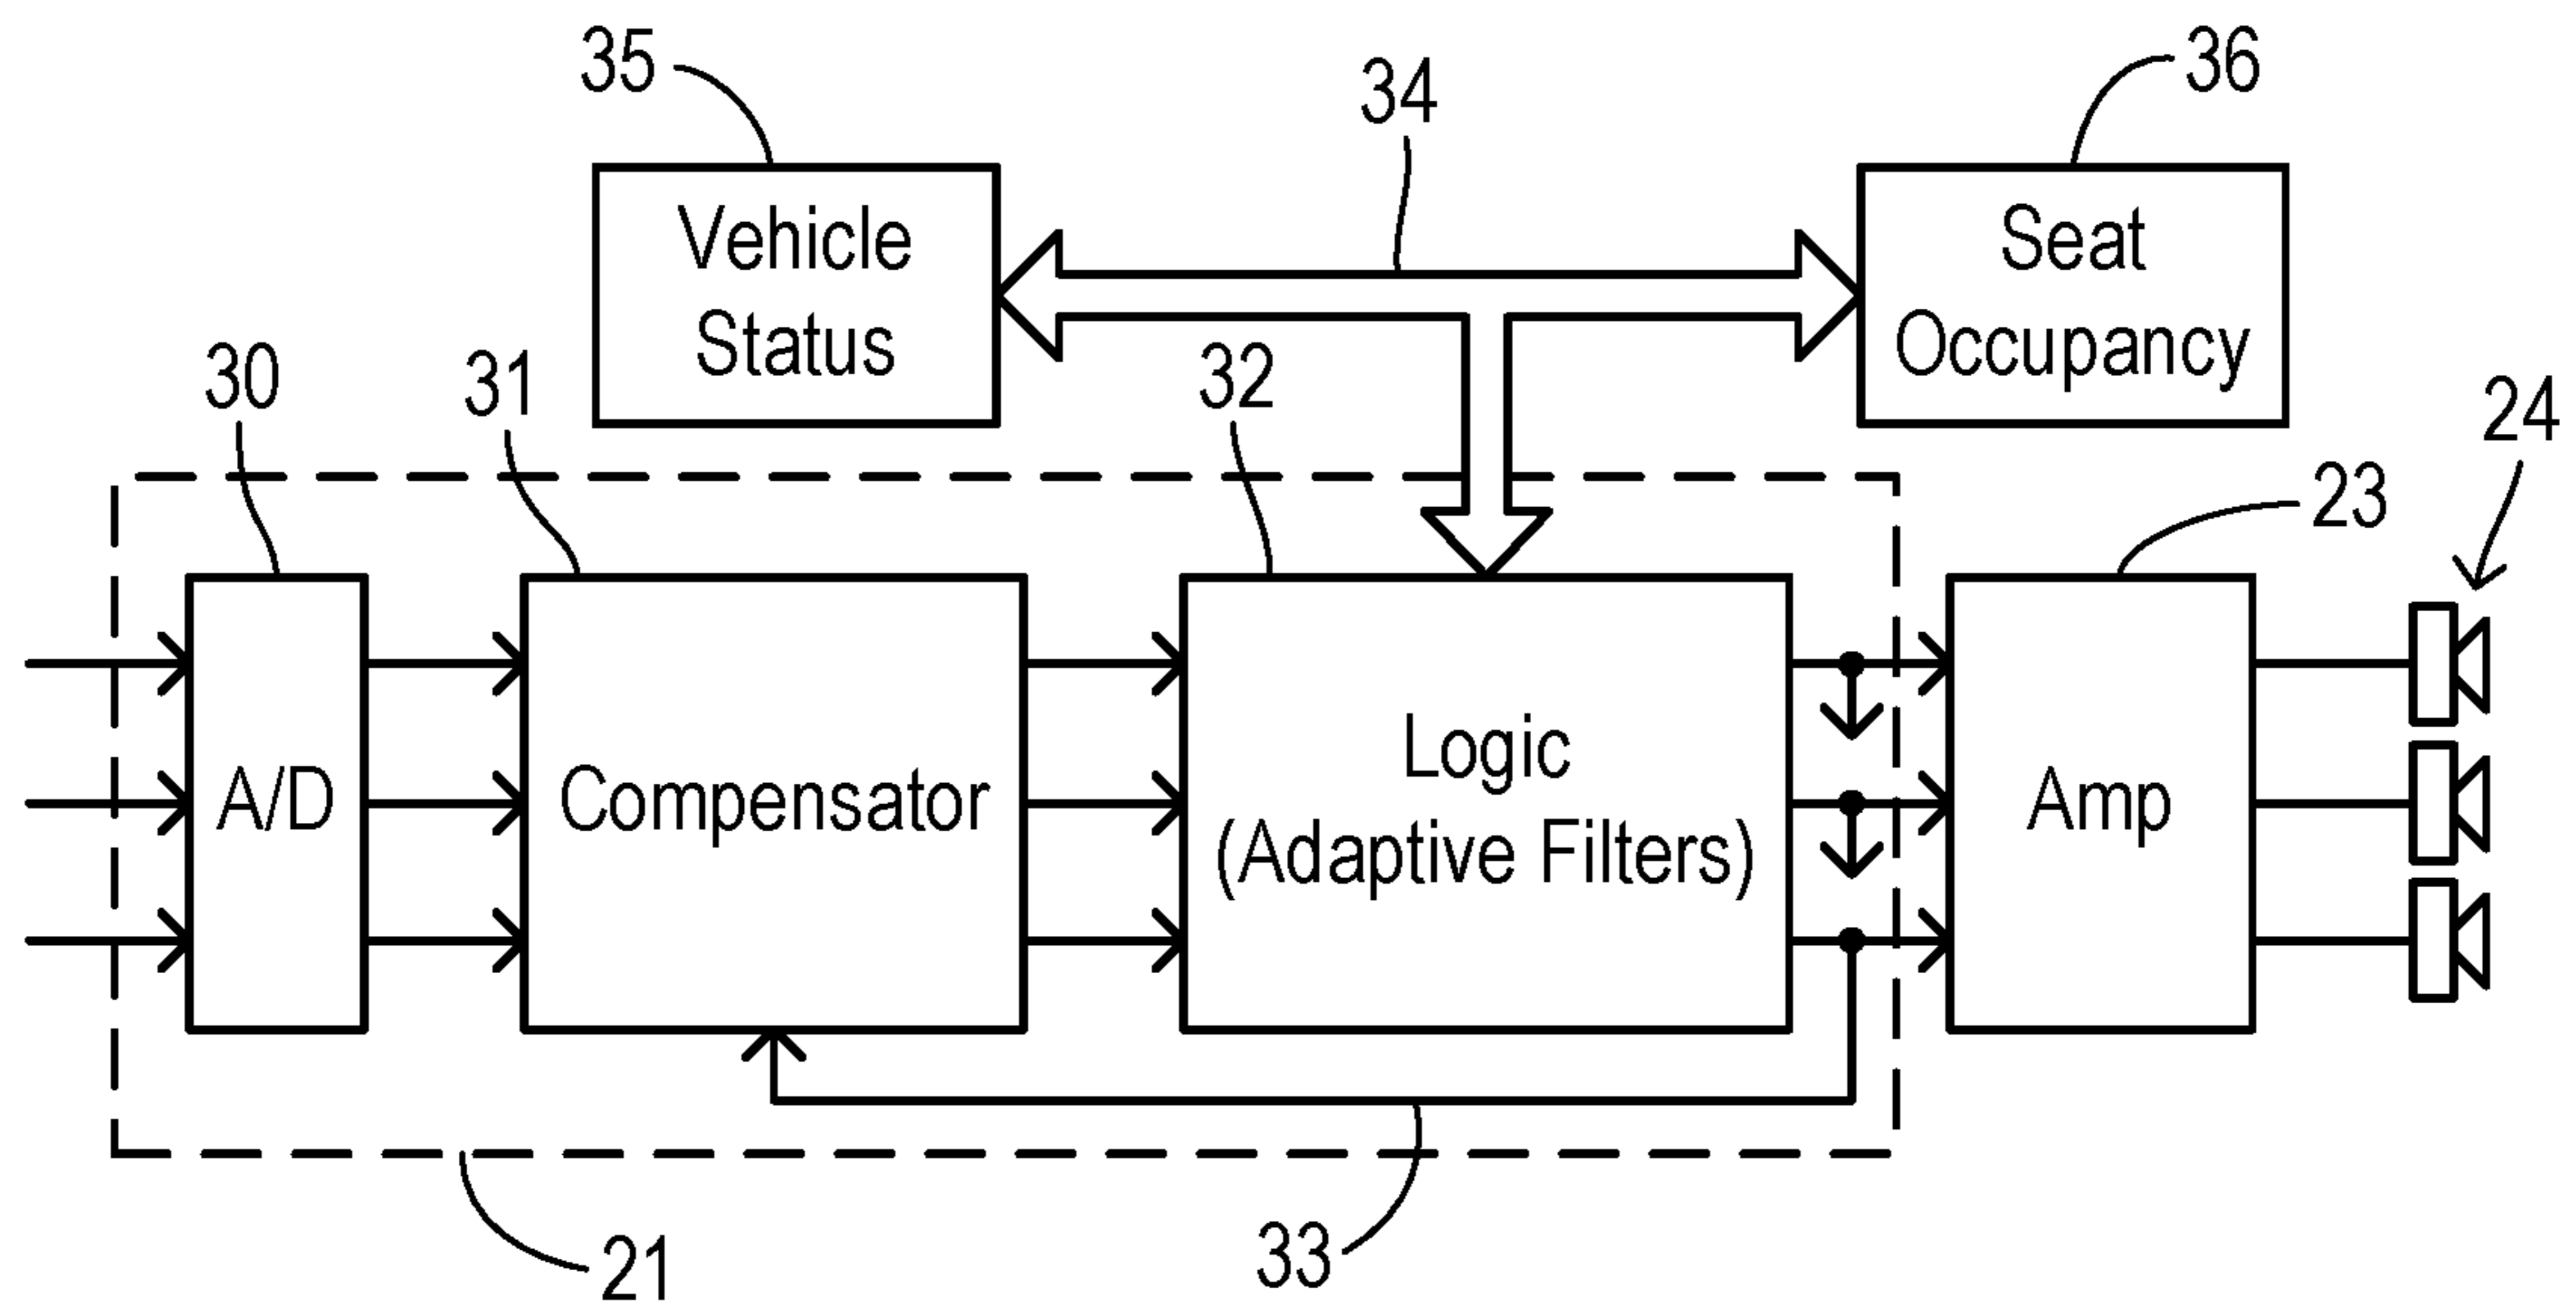 35
34
36
Vehicle
Status
Seat
Occupancy
30
31
32
24
23
A/D
Compensator
Logic
(Adaptive Filters)
Amp
21
33